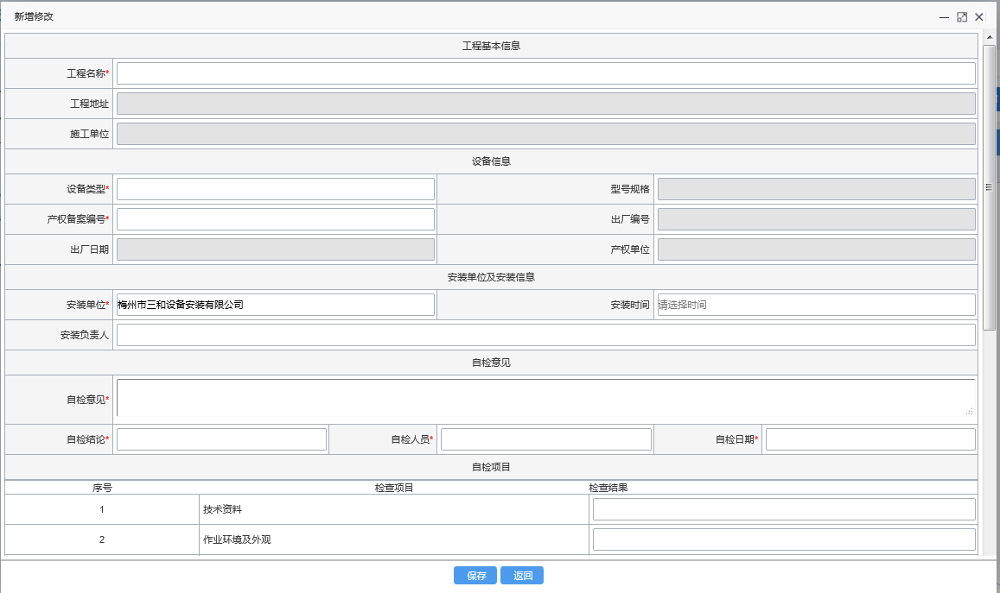 新增修改
工程基本信息
工程名称*
工程地址
施工单位
设备信息
设备类型* 型号规格
产权备案编号* 出厂编号
出厂日期 产权单位
安装单位及安装信息
安装单位* 梅州市三和设备安装有限公司 安装时间 请选择时间
安装负责人
自检意见
自检意见*
自检结论* 自检人员* 自检日期*
自检项目
序号 检查项目 检查结果
1 技术资料
2 作业环境及外观
保存 返回